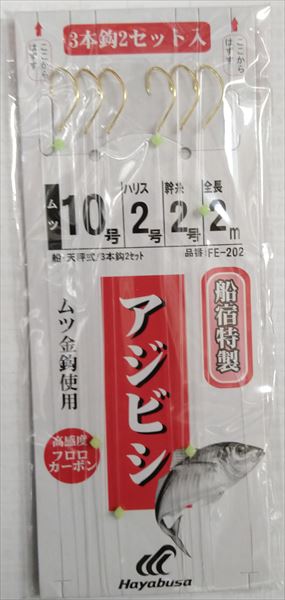 3本鈎2セット入
ここから
はずす
ここから
はずす
ムツ
10号
ハリス
2号
幹糸
2号
全長
2m
船・天秤式/3本鈎2セット
品番:FE-202
船宿特製
アジビシ
ムツ金鈎使用
高感度
フロロ
カーボン
Hayabusa